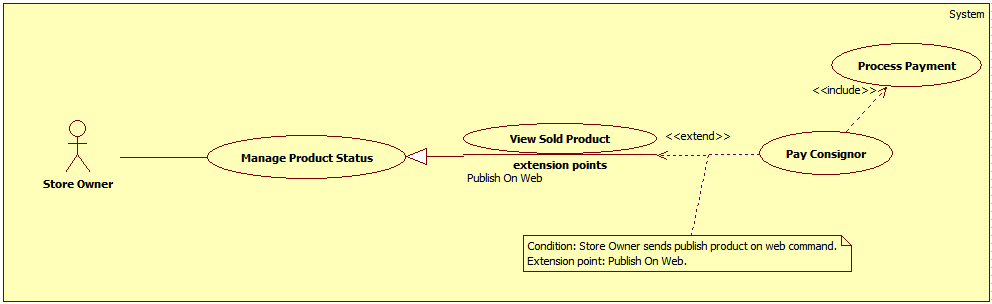 System
Process Payment
<<include>>
View Sold Product
<<extend>>
Manage Product Status
Pay Consignor
extension points
Publish On Web
Store Owner
Condition: Store Owner sends publish product on web command.
Extension point: Publish On Web.